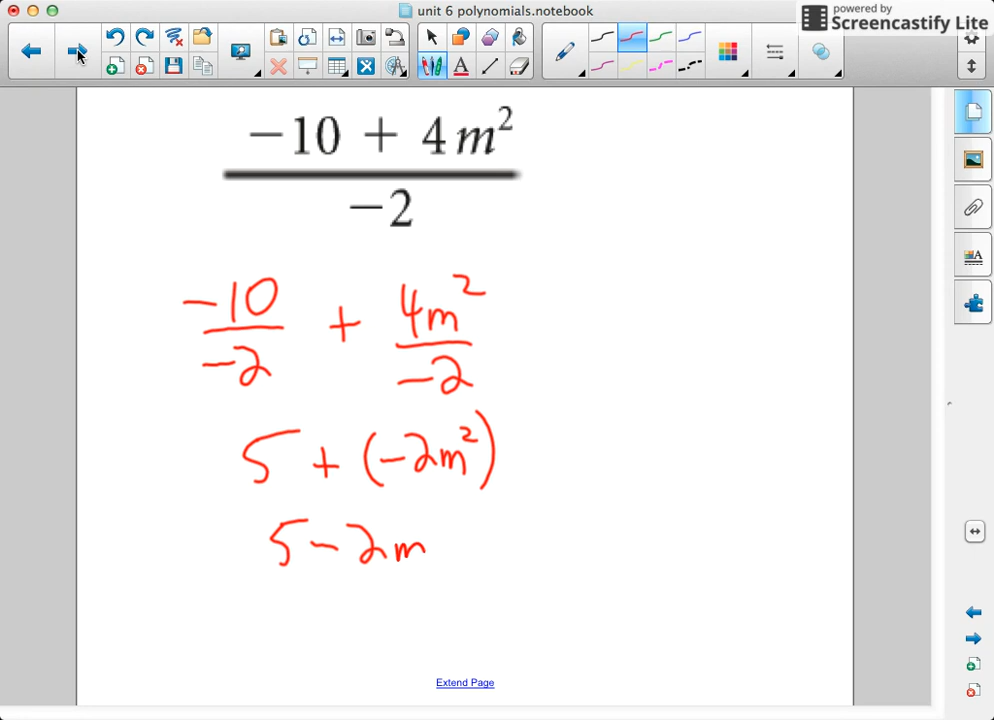 unit 6 polynomials.notebook
powered by
Screencastify Lite
−10 + 4m²
−2
-10 + 4m²
-2 -2
5 + (-2m²)
5 - 2m
Extend Page